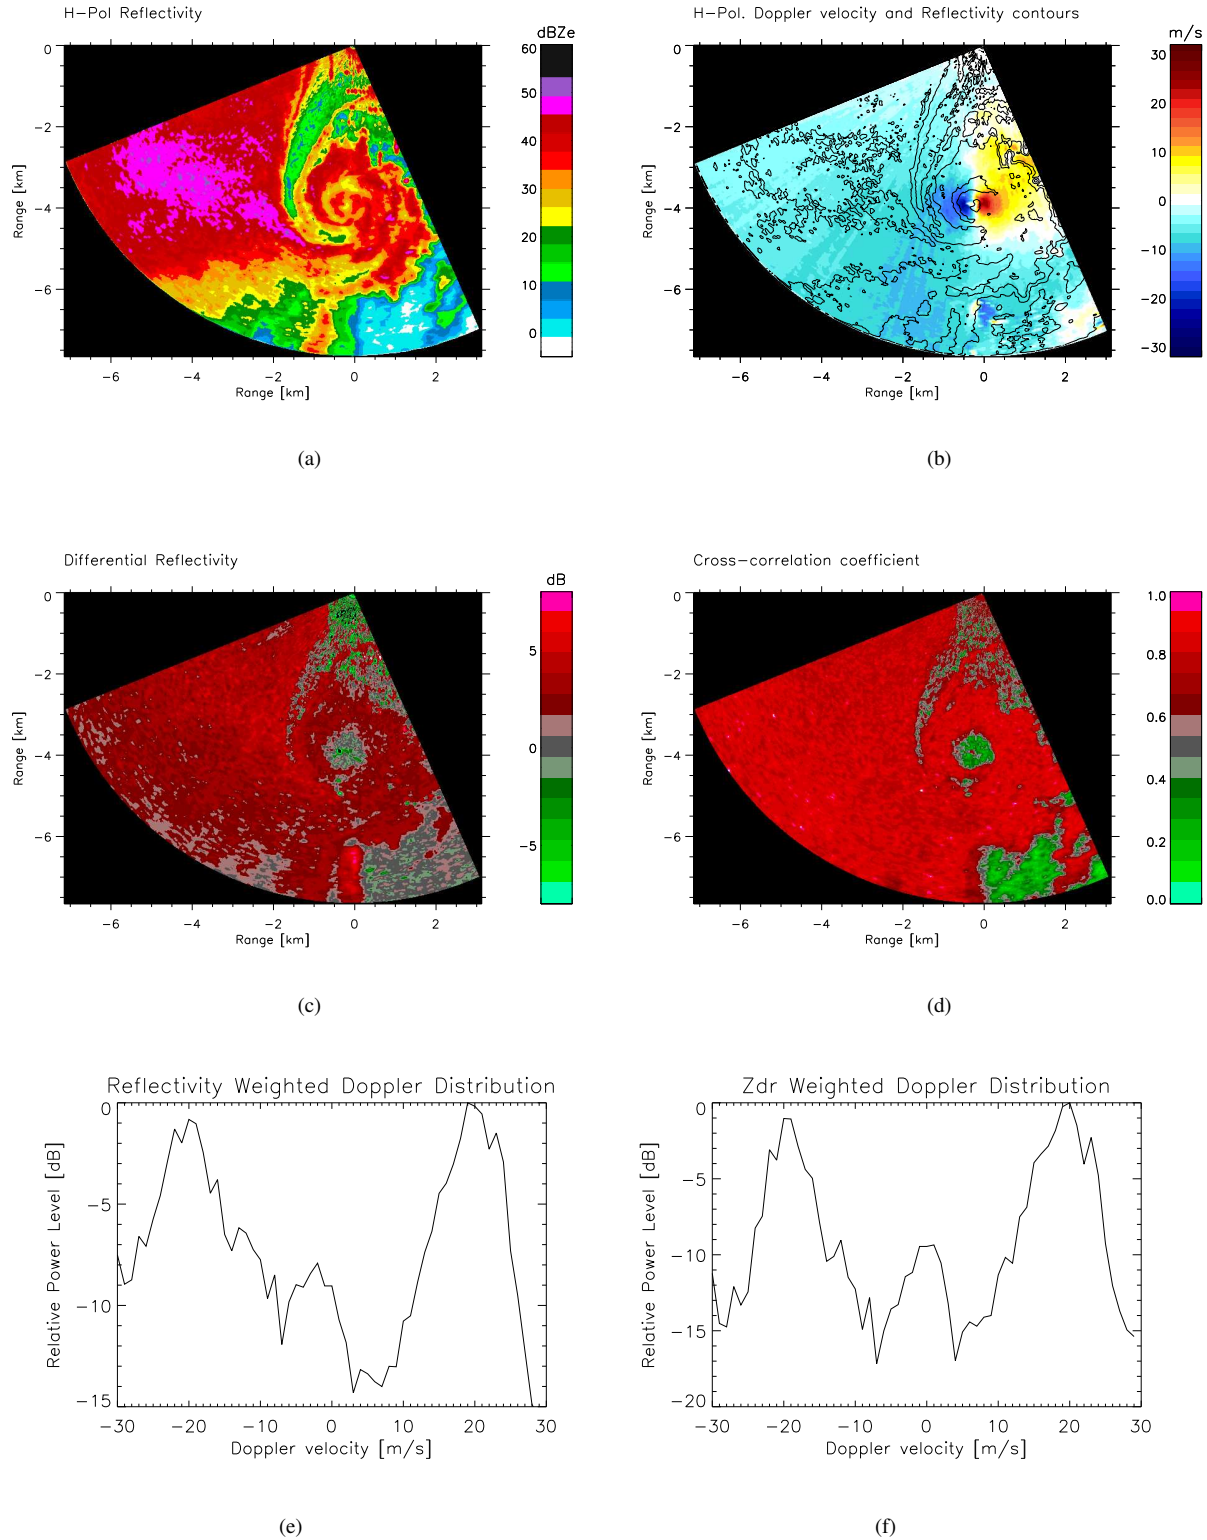 H-Pol Reflectivity
dBZe
0
−2
−4
−6
Range [km]
60
50
40
30
20
10
0
−6 −4 −2 0 2
Range [km]
(a)
H-Pol. Doppler velocity and Reflectivity contours
m/s
0
−2
−4
−6
Range [km]
30
20
10
0
−10
−20
−30
−6 −4 −2 0 2
Range [km]
(b)
Differential Reflectivity
dB
0
−2
−4
−6
Range [km]
5
0
−5
−6 −4 −2 0 2
Range [km]
(c)
Cross-correlation coefficient
0
−2
−4
−6
Range [km]
1.0
0.8
0.6
0.4
0.2
0.0
−6 −4 −2 0 2
Range [km]
(d)
Reflectivity Weighted Doppler Distribution
0
−5
−10
−15
Relative Power Level [dB]
−30 −20 −10 0 10 20 30
Doppler velocity [m/s]
(e)
Zdr Weighted Doppler Distribution
0
−5
−10
−15
−20
Relative Power Level [dB]
−30 −20 −10 0 10 20 30
Doppler velocity [m/s]
(f)